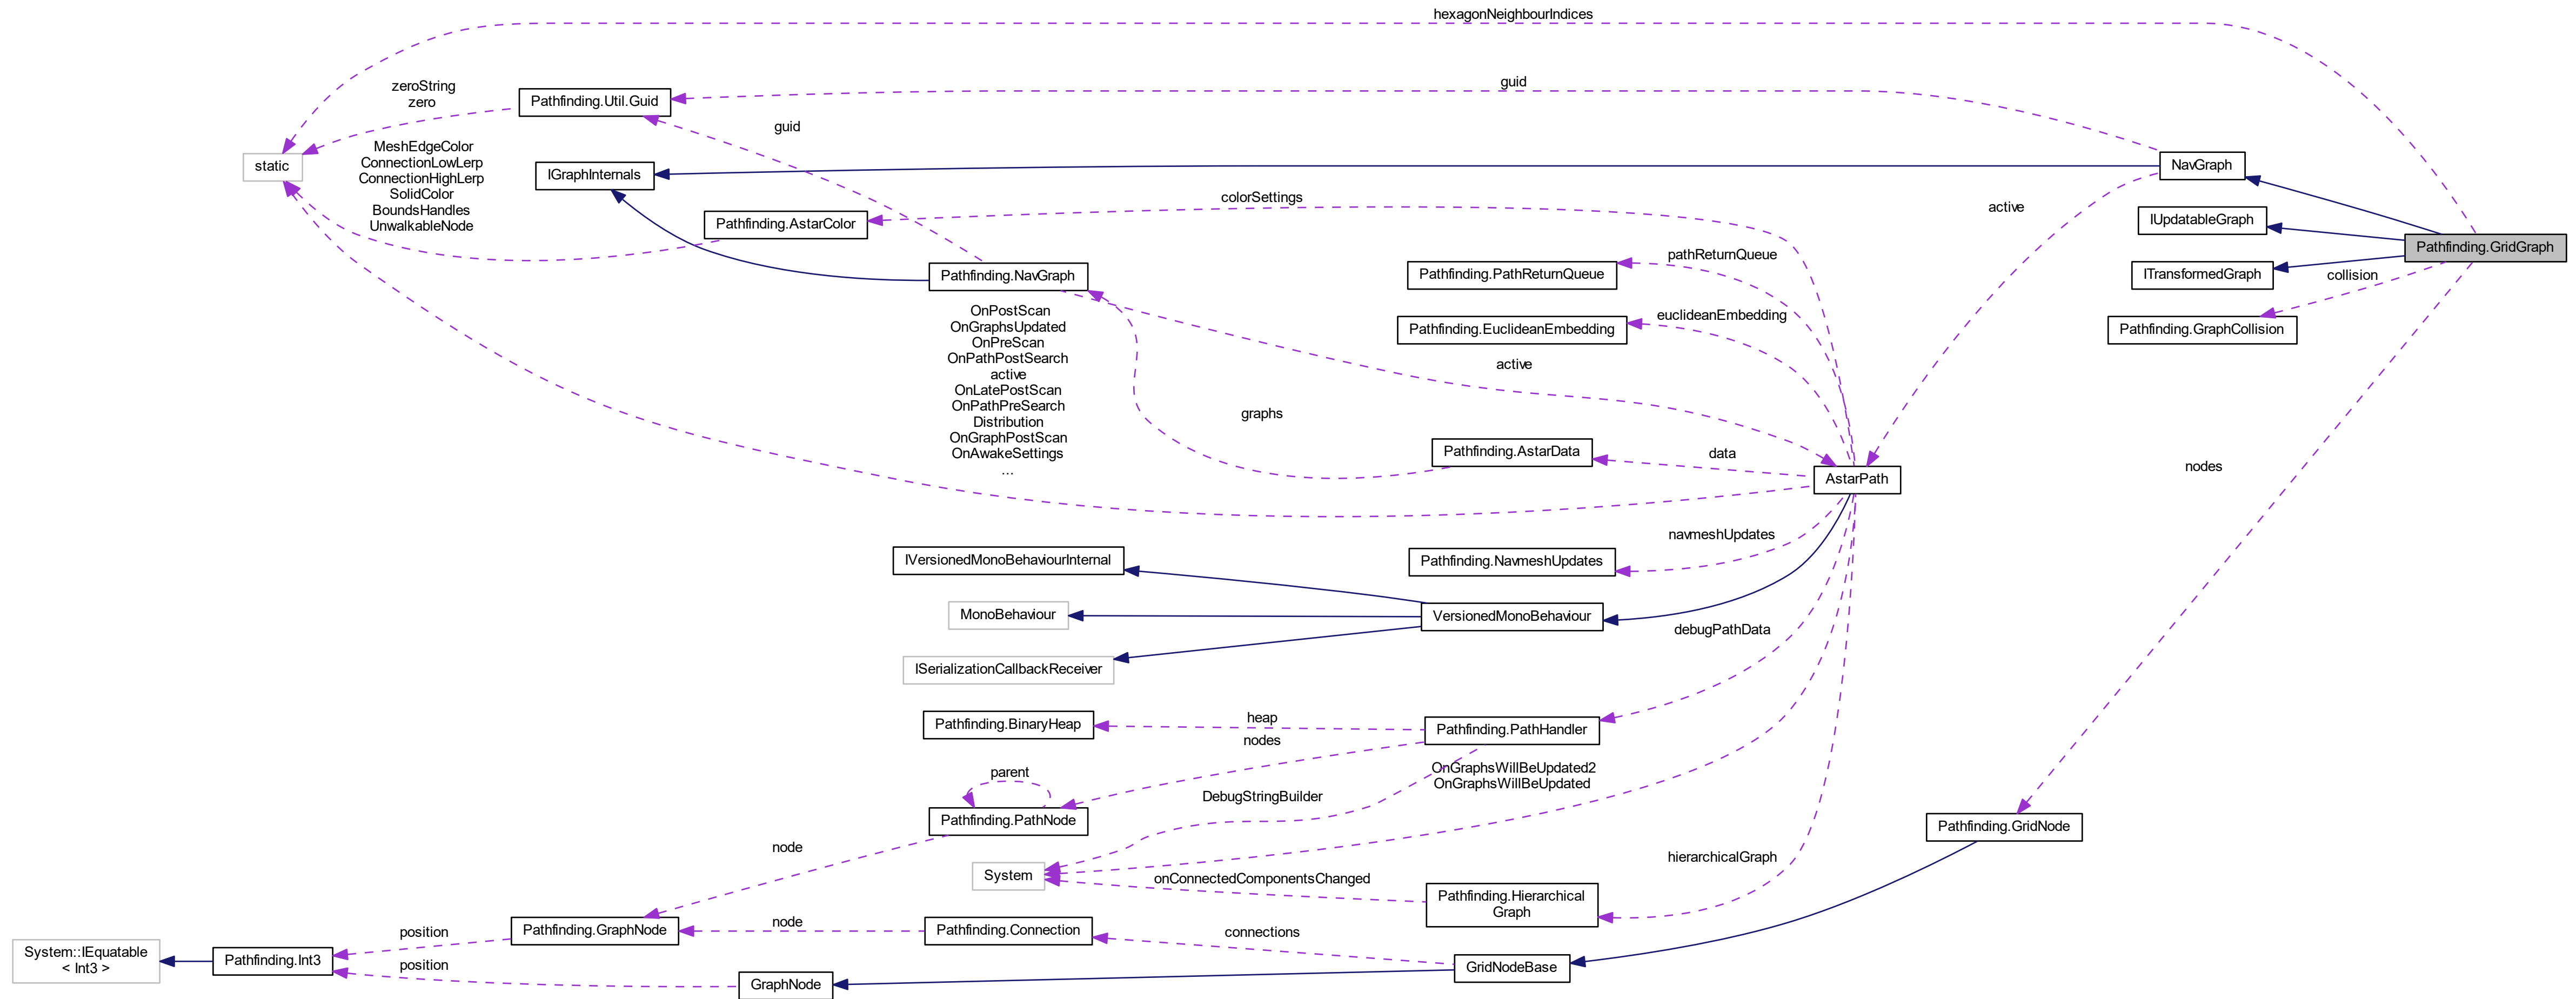 hexagonNeighbourIndices
zeroString
zero
Pathfinding.Util.Guid
guid
guid
static
MeshEdgeColor
ConnectionLowLerp
ConnectionHighLerp
SolidColor
BoundsHandles
UnwalkableNode
IGraphInternals
NavGraph
colorSettings
active
IUpdatableGraph
Pathfinding.AstarColor
Pathfinding.GridGraph
pathReturnQueue
Pathfinding.NavGraph
Pathfinding.PathReturnQueue
ITransformedGraph
collision
OnPostScan
OnGraphsUpdated
OnPreScan
OnPathPostSearch
active
OnLatePostScan
OnPathPreSearch
Distribution
OnGraphPostScan
OnAwakeSettings
...
euclideanEmbedding
Pathfinding.EuclideanEmbedding
Pathfinding.GraphCollision
active
graphs
Pathfinding.AstarData
data
AstarPath
nodes
navmeshUpdates
IVersionedMonoBehaviourInternal
Pathfinding.NavmeshUpdates
MonoBehaviour
VersionedMonoBehaviour
debugPathData
ISerializationCallbackReceiver
Pathfinding.BinaryHeap
heap
Pathfinding.PathHandler
nodes
parent
OnGraphsWillBeUpdated2
OnGraphsWillBeUpdated
DebugStringBuilder
Pathfinding.PathNode
Pathfinding.GridNode
node
hierarchicalGraph
System
onConnectedComponentsChanged
Pathfinding.Hierarchical
Graph
Pathfinding.GraphNode
node
Pathfinding.Connection
connections
position
System::IEquatable
< Int3 >
Pathfinding.Int3
position
GridNodeBase
GraphNode